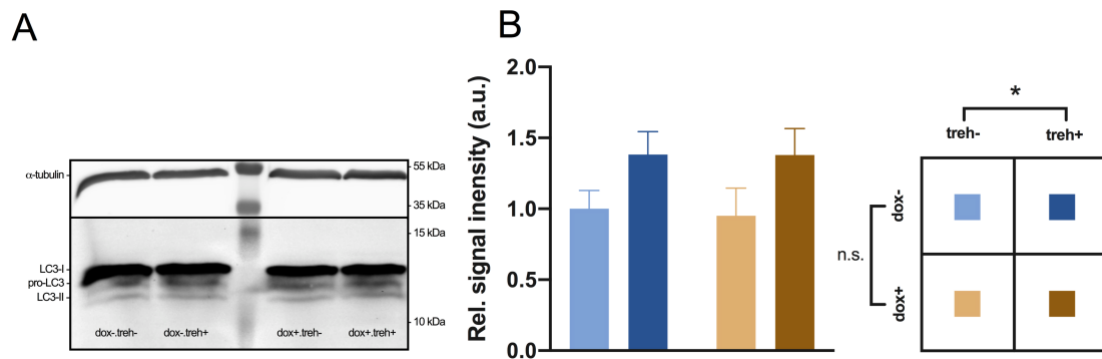 A
α-tubulin
55 kDa
35 kDa
15 kDa
LC3-I
pro-LC3
LC3-II
10 kDa
dox-.treh-
dox-.treh+
dox+.treh-
dox+.treh+
B
Rel. signal inensity (a.u.)
2.0
1.5
1.0
0.5
0.0
*
treh-
treh+
dox-
n.s.
dox+